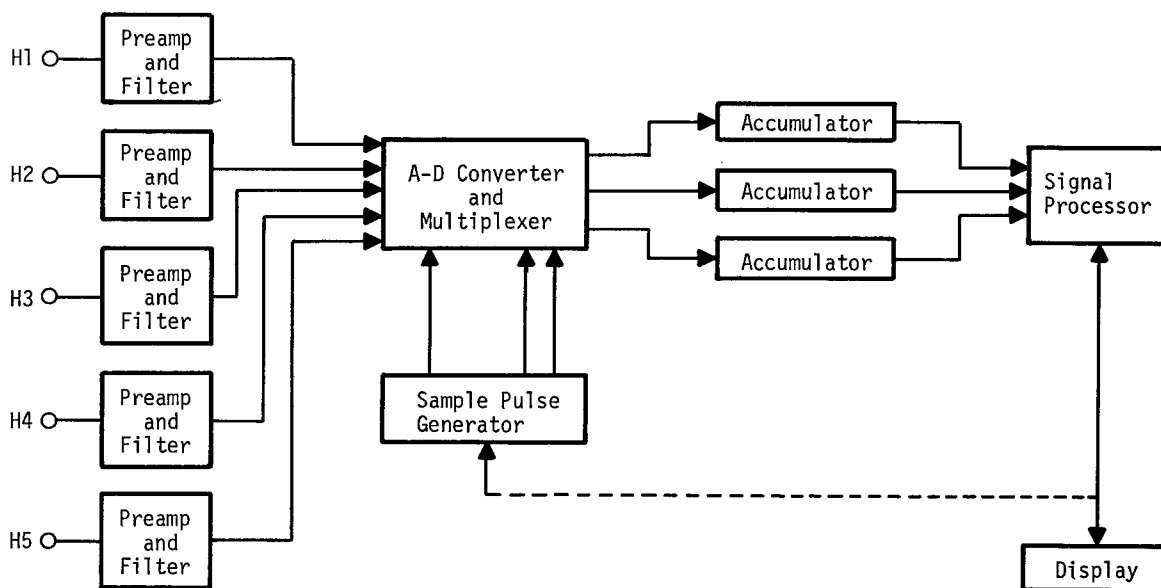 H1
Preamp
and
Filter
H2
Preamp
and
Filter
H3
Preamp
and
Filter
H4
Preamp
and
Filter
H5
Preamp
and
Filter
A-D Converter
and
Multiplexer
Sample Pulse
Generator
Accumulator
Accumulator
Accumulator
Signal
Processor
Display